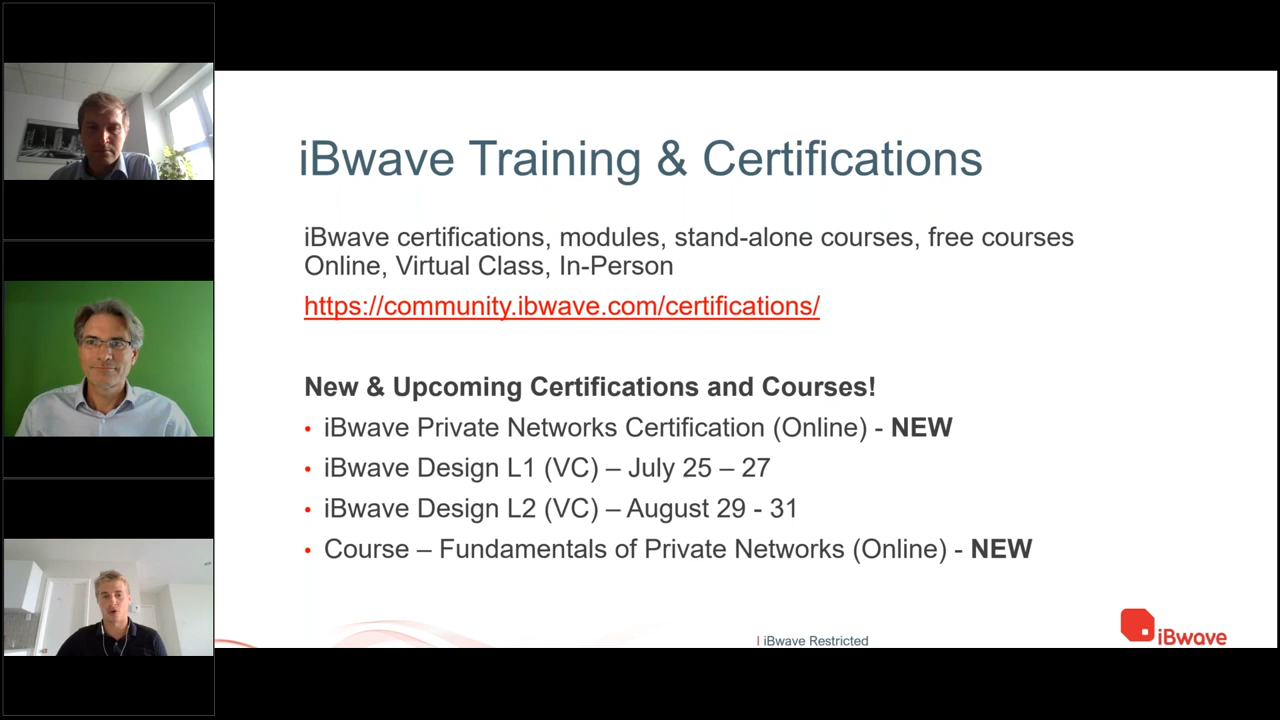 iBwave Training & Certifications
iBwave certifications, modules, stand-alone courses, free courses
Online, Virtual Class, In-Person
https://community.ibwave.com/certifications/
New & Upcoming Certifications and Courses!
• iBwave Private Networks Certification (Online) - NEW
• iBwave Design L1 (VC) – July 25 – 27
• iBwave Design L2 (VC) – August 29 - 31
• Course – Fundamentals of Private Networks (Online) - NEW
| iBwave Restricted
iBwave